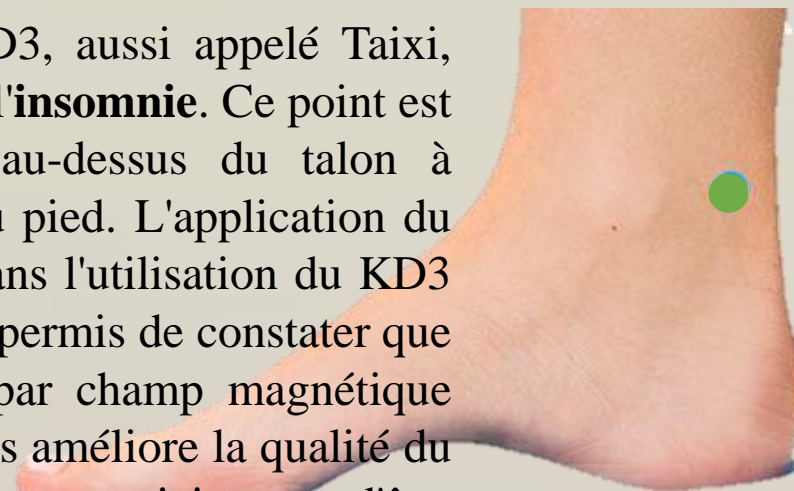 D3, aussi appelé Taixi,
l'insomnie. Ce point est
au-dessus du talon à
pied. L'application du
ans l'utilisation du KD3
permis de constater que
par champ magnétique
s améliore la qualité du